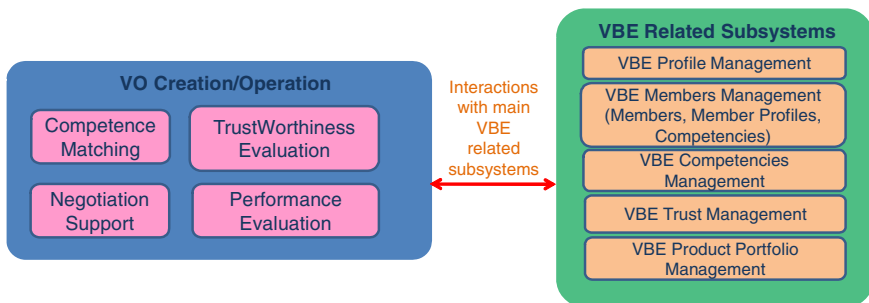 VO Creation/Operation
Competence
Matching
TrustWorthiness
Evaluation
Negotiation
Support
Performance
Evaluation
Interactions
with main
VBE
related
subsystems
VBE Related Subsystems
VBE Profile Management
VBE Members Management
(Members, Member Profiles,
Competencies)
VBE Competencies
Management
VBE Trust Management
VBE Product Portfolio
Management